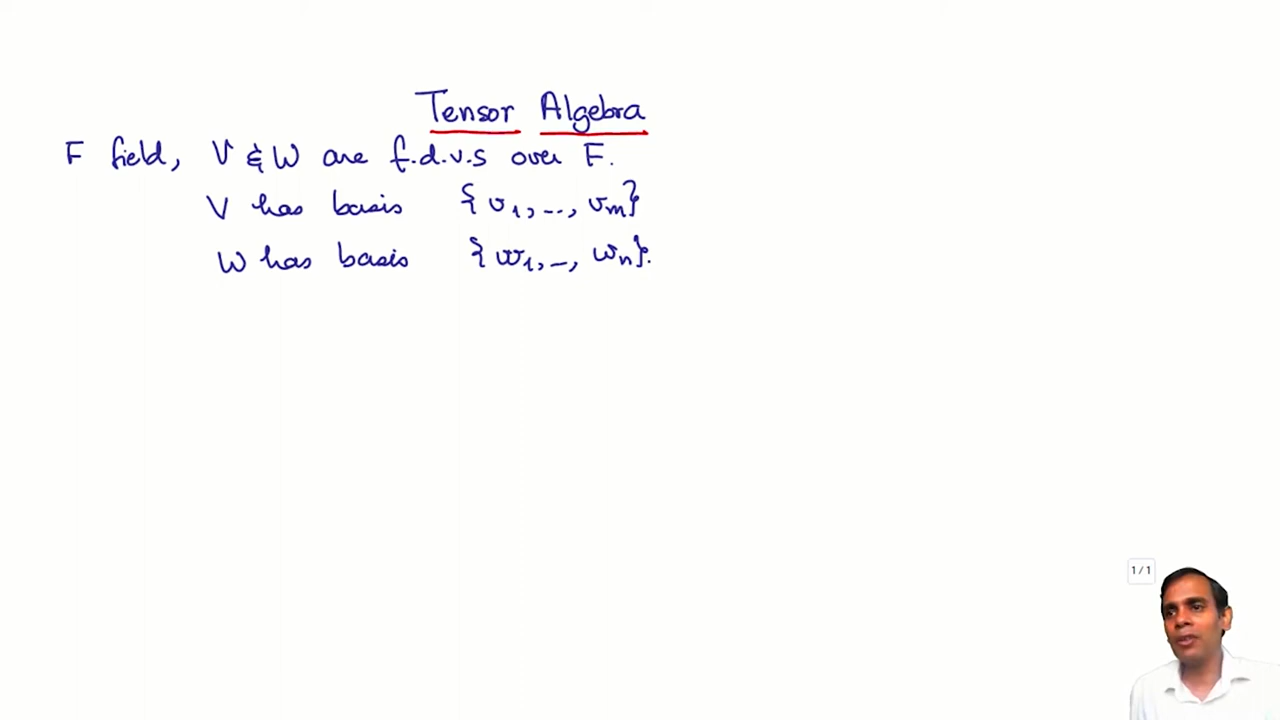 Tensor Algebra
F field, V & W are f.d.v.s over F.
V has basis {v₁, ..., vₘ}
W has basis {w₁, _, wₙ}.
1/1